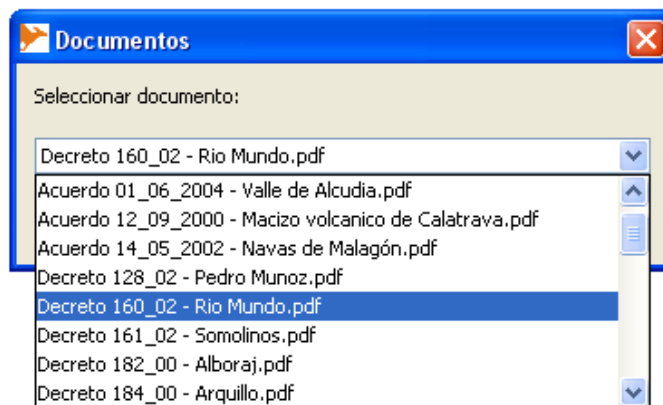 Documentos
Seleccionar documento:
Decreto 160_02 - Rio Mundo.pdf
Acuerdo 01_06_2004 - Valle de Alcudia.pdf
Acuerdo 12_09_2000 - Macizo volcanico de Calatrava.pdf
Acuerdo 14_05_2002 - Navas de Malagón.pdf
Decreto 128_02 - Pedro Munoz.pdf
Decreto 160_02 - Rio Mundo.pdf
Decreto 161_02 - Somolinos.pdf
Decreto 182_00 - Alboraj.pdf
Decreto 184_00 - Arquillo.pdf